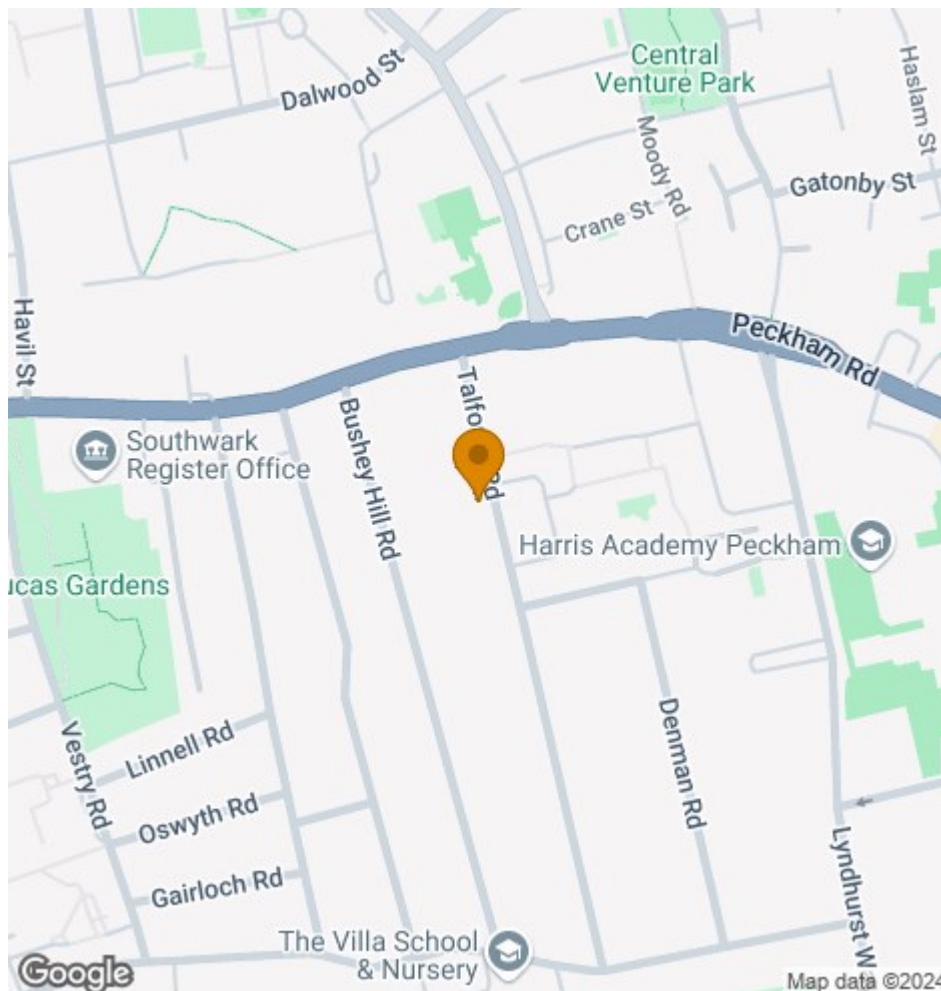 Central
Venture Park
Haslam St
Dalwood St
Moody Rd
Gatonby St
Crane St
Havil St
Peckham Rd
Talfo
Rd
Southwark
Register Office
Bushey Hill Rd
Harris Academy Peckham
ucas Gardens
Denman Rd
Linnell Rd
Vestry Rd
Oswyth Rd
Lyndhurst W
Gairloch Rd
The Villa School
& Nursery
Google
Map data ©2024